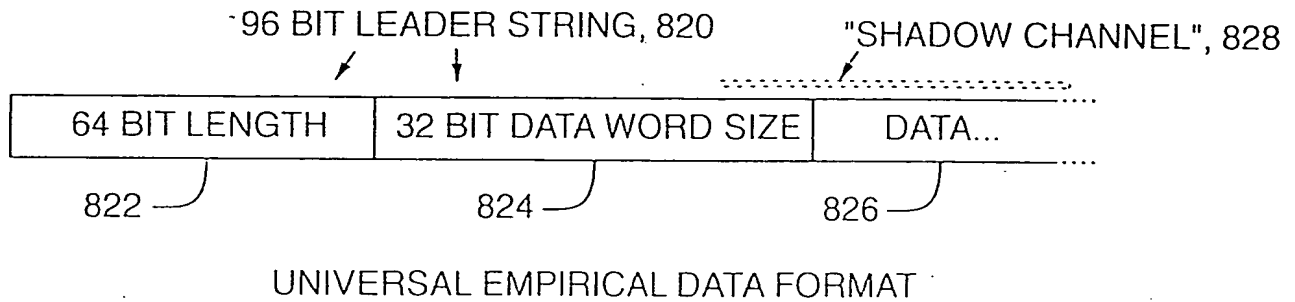 96 BIT LEADER STRING, 820
"SHADOW CHANNEL", 828
64 BIT LENGTH
32 BIT DATA WORD SIZE
DATA...
822
824
826
UNIVERSAL EMPIRICAL DATA FORMAT